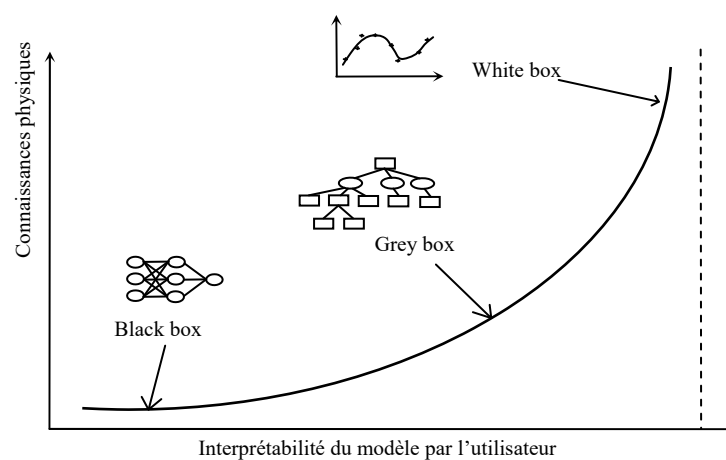 White box
Connaissances physiques
Grey box
Black box
Interprétabilité du modèle par l’utilisateur